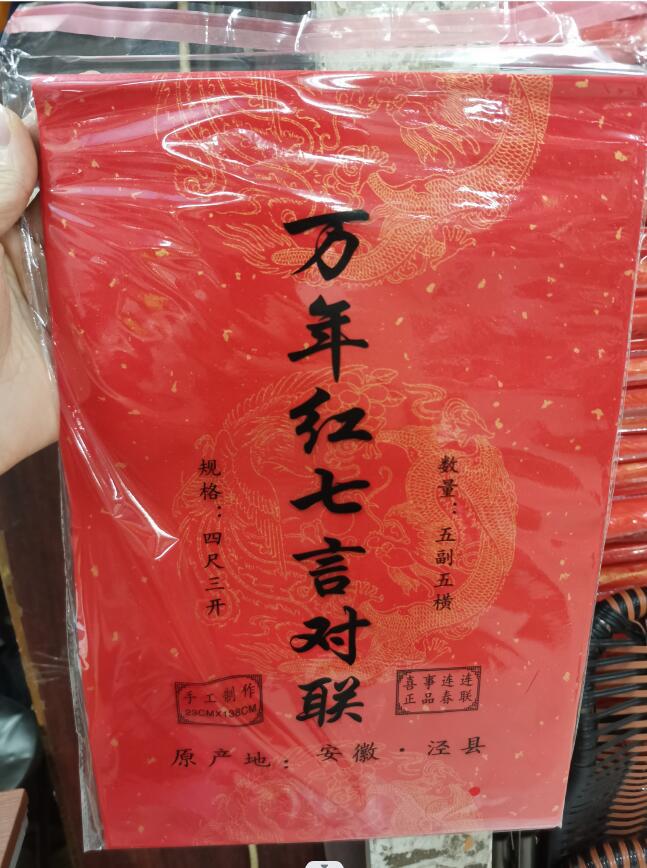 万年红七言对联
规格：四尺三开
数量：五副五横
手工制作
23CM×138CM
喜事连连
正品春联
原产地：安徽·泾县